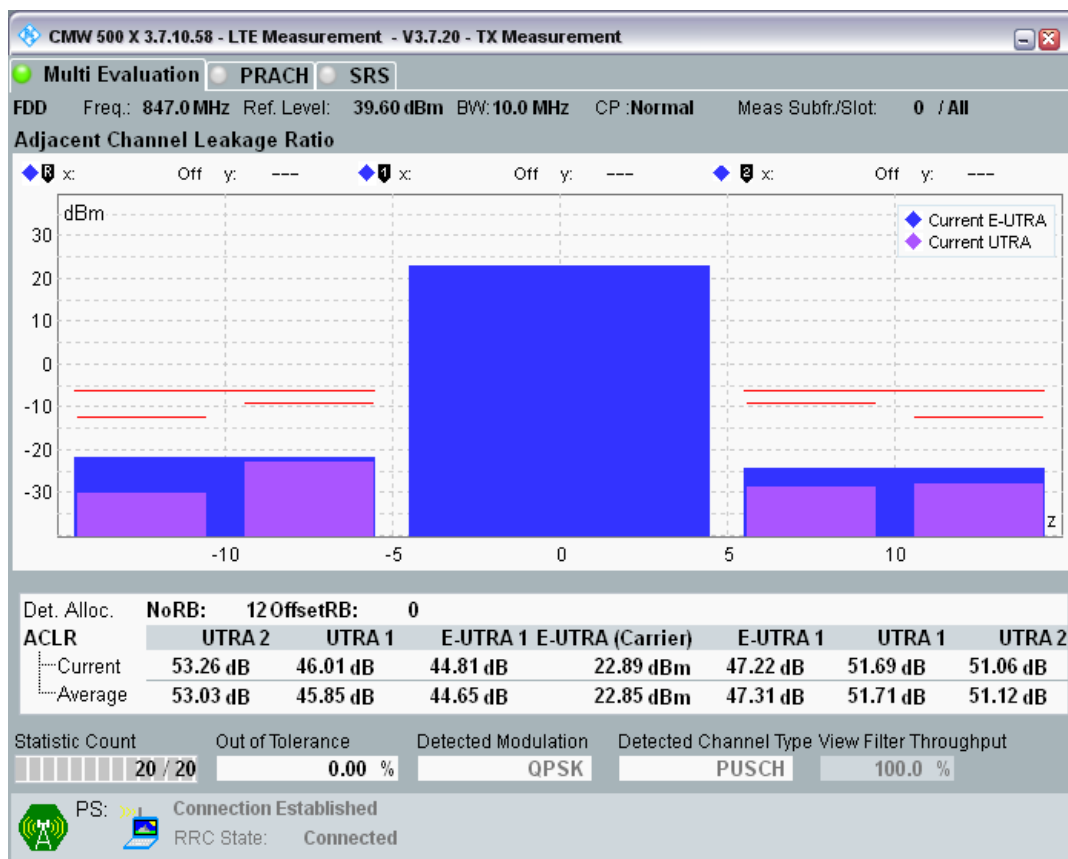 CMW 500 X 3.7.10.58 - LTE Measurement - V3.7.20 - TX Measurement
Multi Evaluation PRACH SRS
FDD Freq.: 847.0 MHz Ref. Level: 39.60 dBm BW: 10.0 MHz CP :Normal Meas Subfr./Slot: 0 / All
Adjacent Channel Leakage Ratio
R x: Off y: --- 1 x: Off y: --- 2 x: Off y: ---
dBm
Current E-UTRA
Current UTRA
30
20
10
0
-10
-20
-30
z
-10 -5 0 5 10
Det. Alloc. NoRB: 12 OffsetRB: 0
ACLR UTRA 2 UTRA 1 E-UTRA 1 E-UTRA (Carrier) E-UTRA 1 UTRA 1 UTRA 2
Current 53.26 dB 46.01 dB 44.81 dB 22.89 dBm 47.22 dB 51.69 dB 51.06 dB
Average 53.03 dB 45.85 dB 44.65 dB 22.85 dBm 47.31 dB 51.71 dB 51.12 dB
Statistic Count Out of Tolerance Detected Modulation Detected Channel Type View Filter Throughput
20 / 20 0.00 % QPSK PUSCH 100.0 %
PS: Connection Established
RRC State: Connected